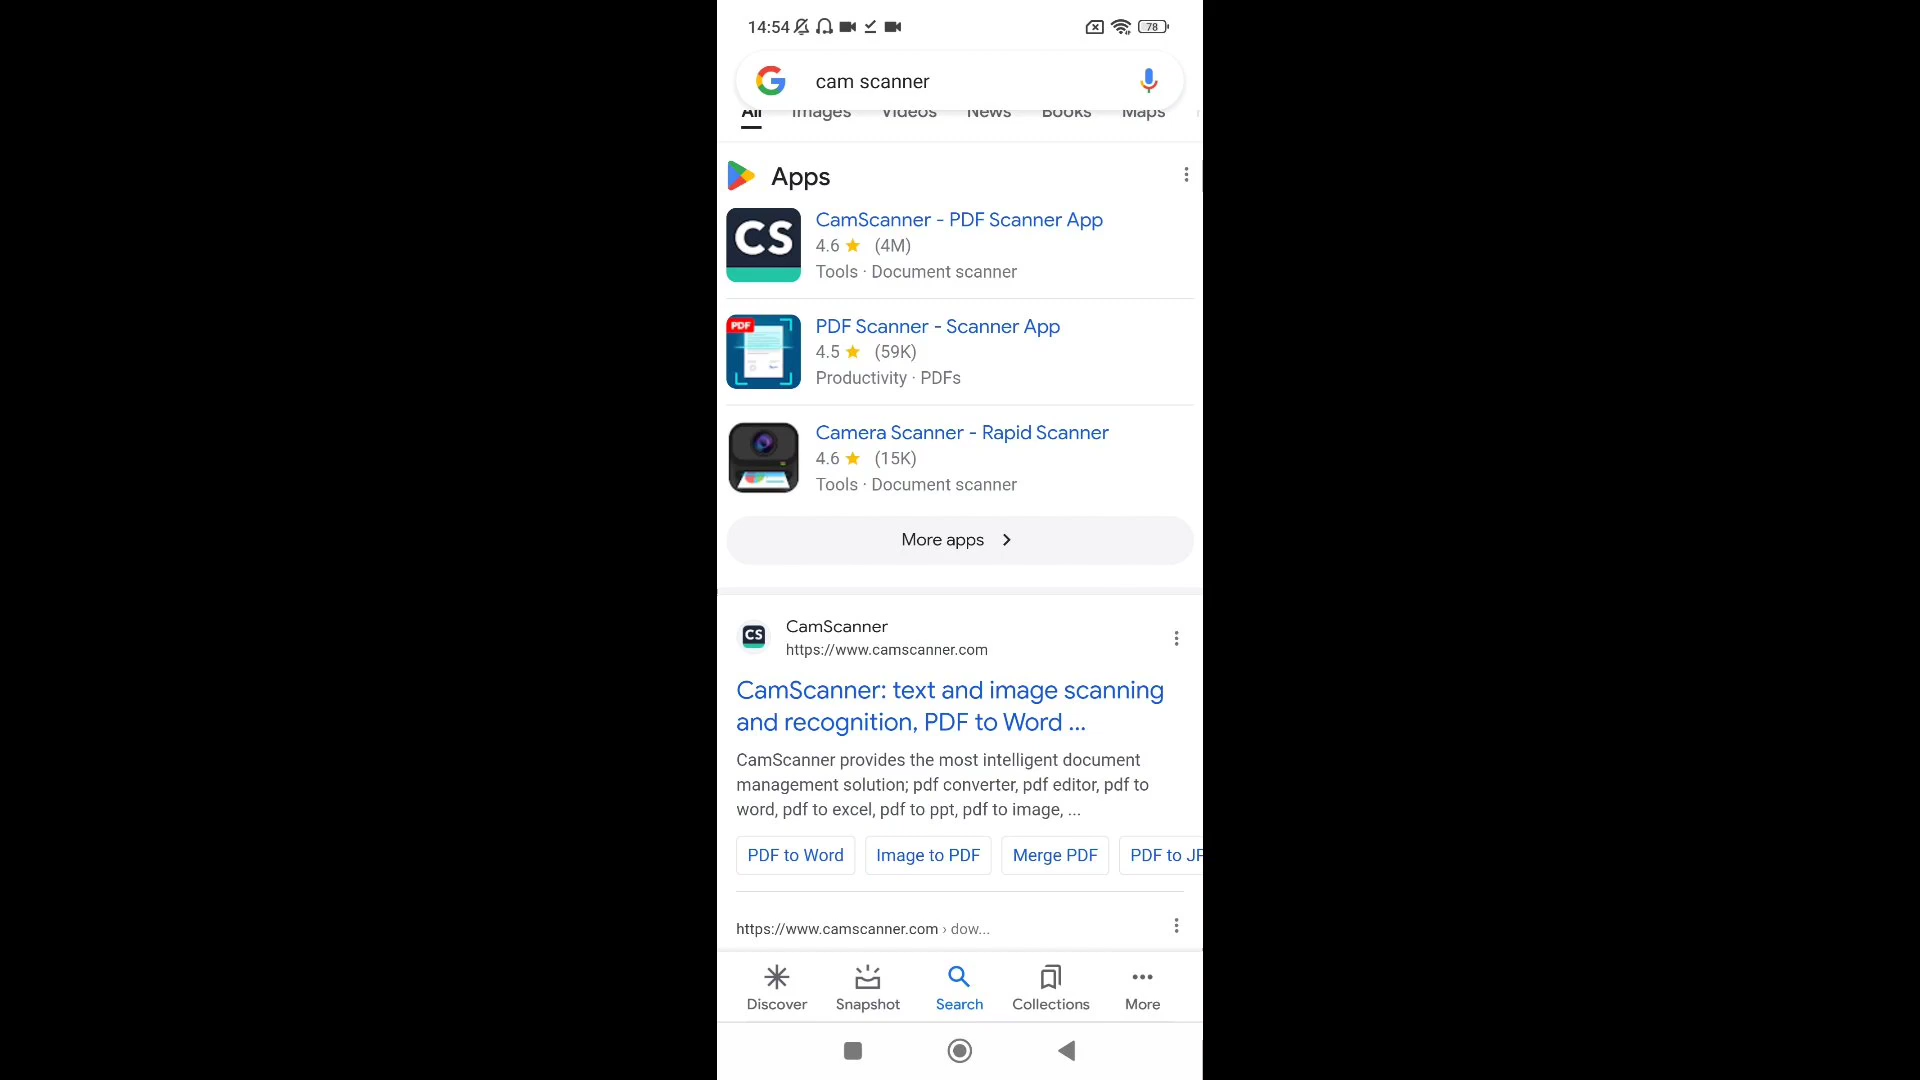 14:54
78
cam scanner
All Images Videos News Books Maps
Apps
CS
CamScanner - PDF Scanner App
4.6 (4M)
Tools · Document scanner
PDF
PDF Scanner - Scanner App
4.5 (59K)
Productivity · PDFs
Camera Scanner - Rapid Scanner
4.6 (15K)
Tools · Document scanner
More apps
CS
CamScanner
https://www.camscanner.com
CamScanner: text and image scanning
and recognition, PDF to Word ...
CamScanner provides the most intelligent document
management solution; pdf converter, pdf editor, pdf to
word, pdf to excel, pdf to ppt, pdf to image, ...
PDF to Word Image to PDF Merge PDF PDF to JP
https://www.camscanner.com › dow...
Discover Snapshot Search Collections More